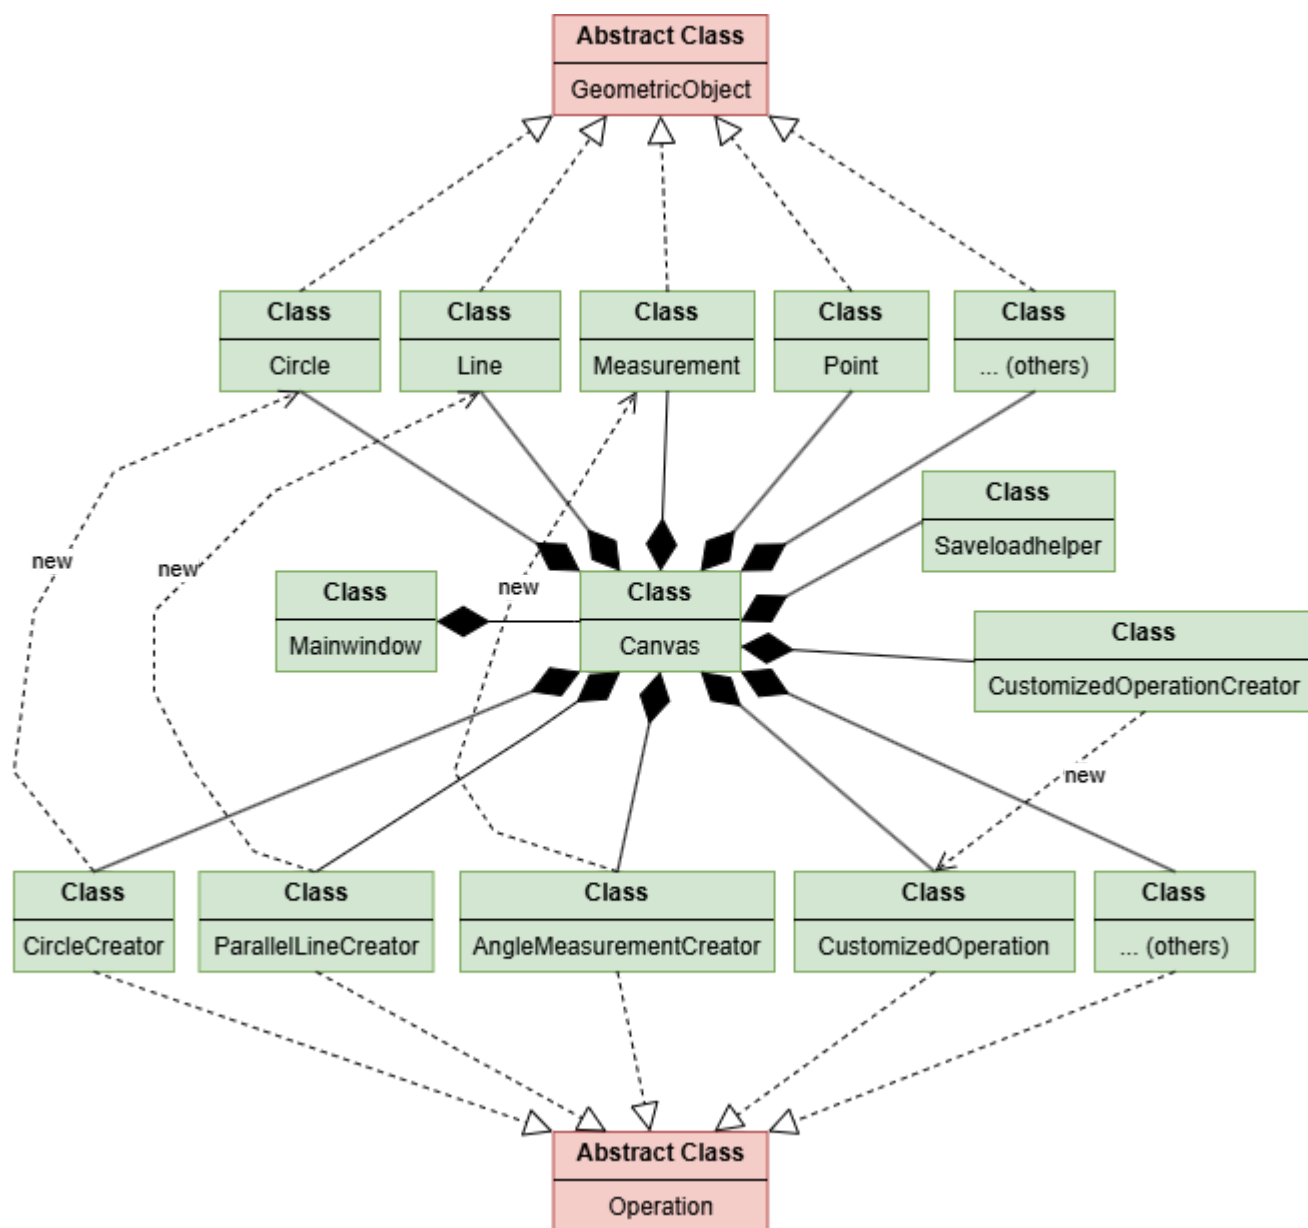 Abstract Class
GeometricObject
Class
Circle
Class
Line
Class
Measurement
Class
Point
Class
... (others)
Class
Saveloadhelper
new
new
new
Class
Mainwindow
Class
Canvas
Class
CustomizedOperationCreator
new
Class
CircleCreator
Class
ParallelLineCreator
Class
AngleMeasurementCreator
Class
CustomizedOperation
Class
... (others)
Abstract Class
Operation